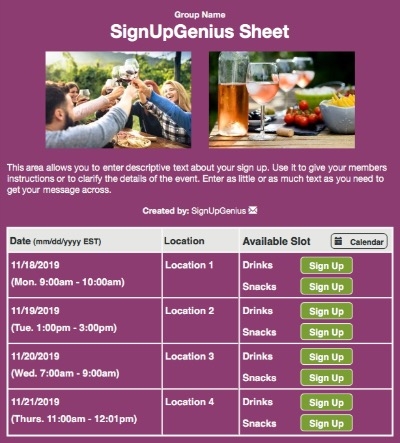 Group Name
SignUpGenius Sheet
This area allows you to enter descriptive text about your sign up. Use it to give your members
instructions or to clarify the details of the event. Enter as little or as much text as you need to
get your message across.
Created by: SignUpGenius
Date (mm/dd/yyyy EST) Location Available Slot Calendar
11/18/2019 Location 1 Drinks Sign Up
(Mon. 9:00am - 10:00am) Snacks Sign Up
11/19/2019 Location 2 Drinks Sign Up
(Tue. 1:00pm - 3:00pm) Snacks Sign Up
11/20/2019 Location 3 Drinks Sign Up
(Wed. 7:00am - 9:00am) Snacks Sign Up
11/21/2019 Location 4 Drinks Sign Up
(Thurs. 11:00am - 12:01pm) Snacks Sign Up